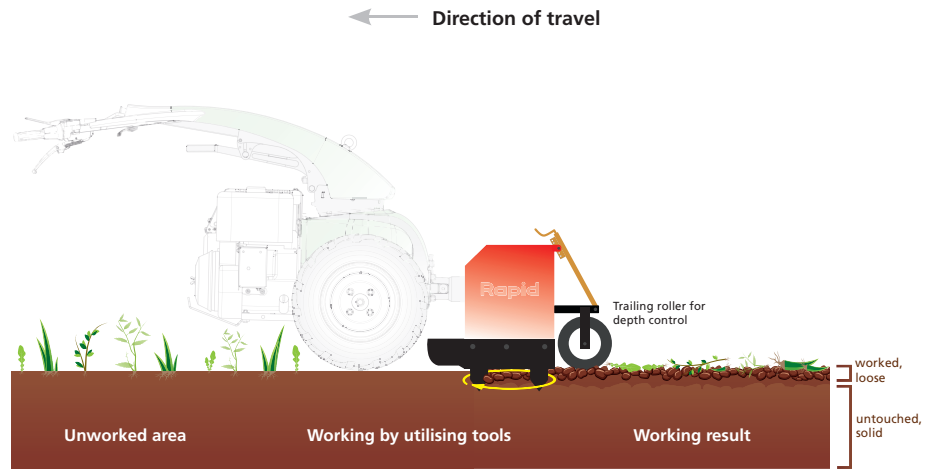 Direction of travel
Rapid
Trailing roller for
depth control
worked,
loose
untouched,
solid
Unworked area
Working by utilising tools
Working result